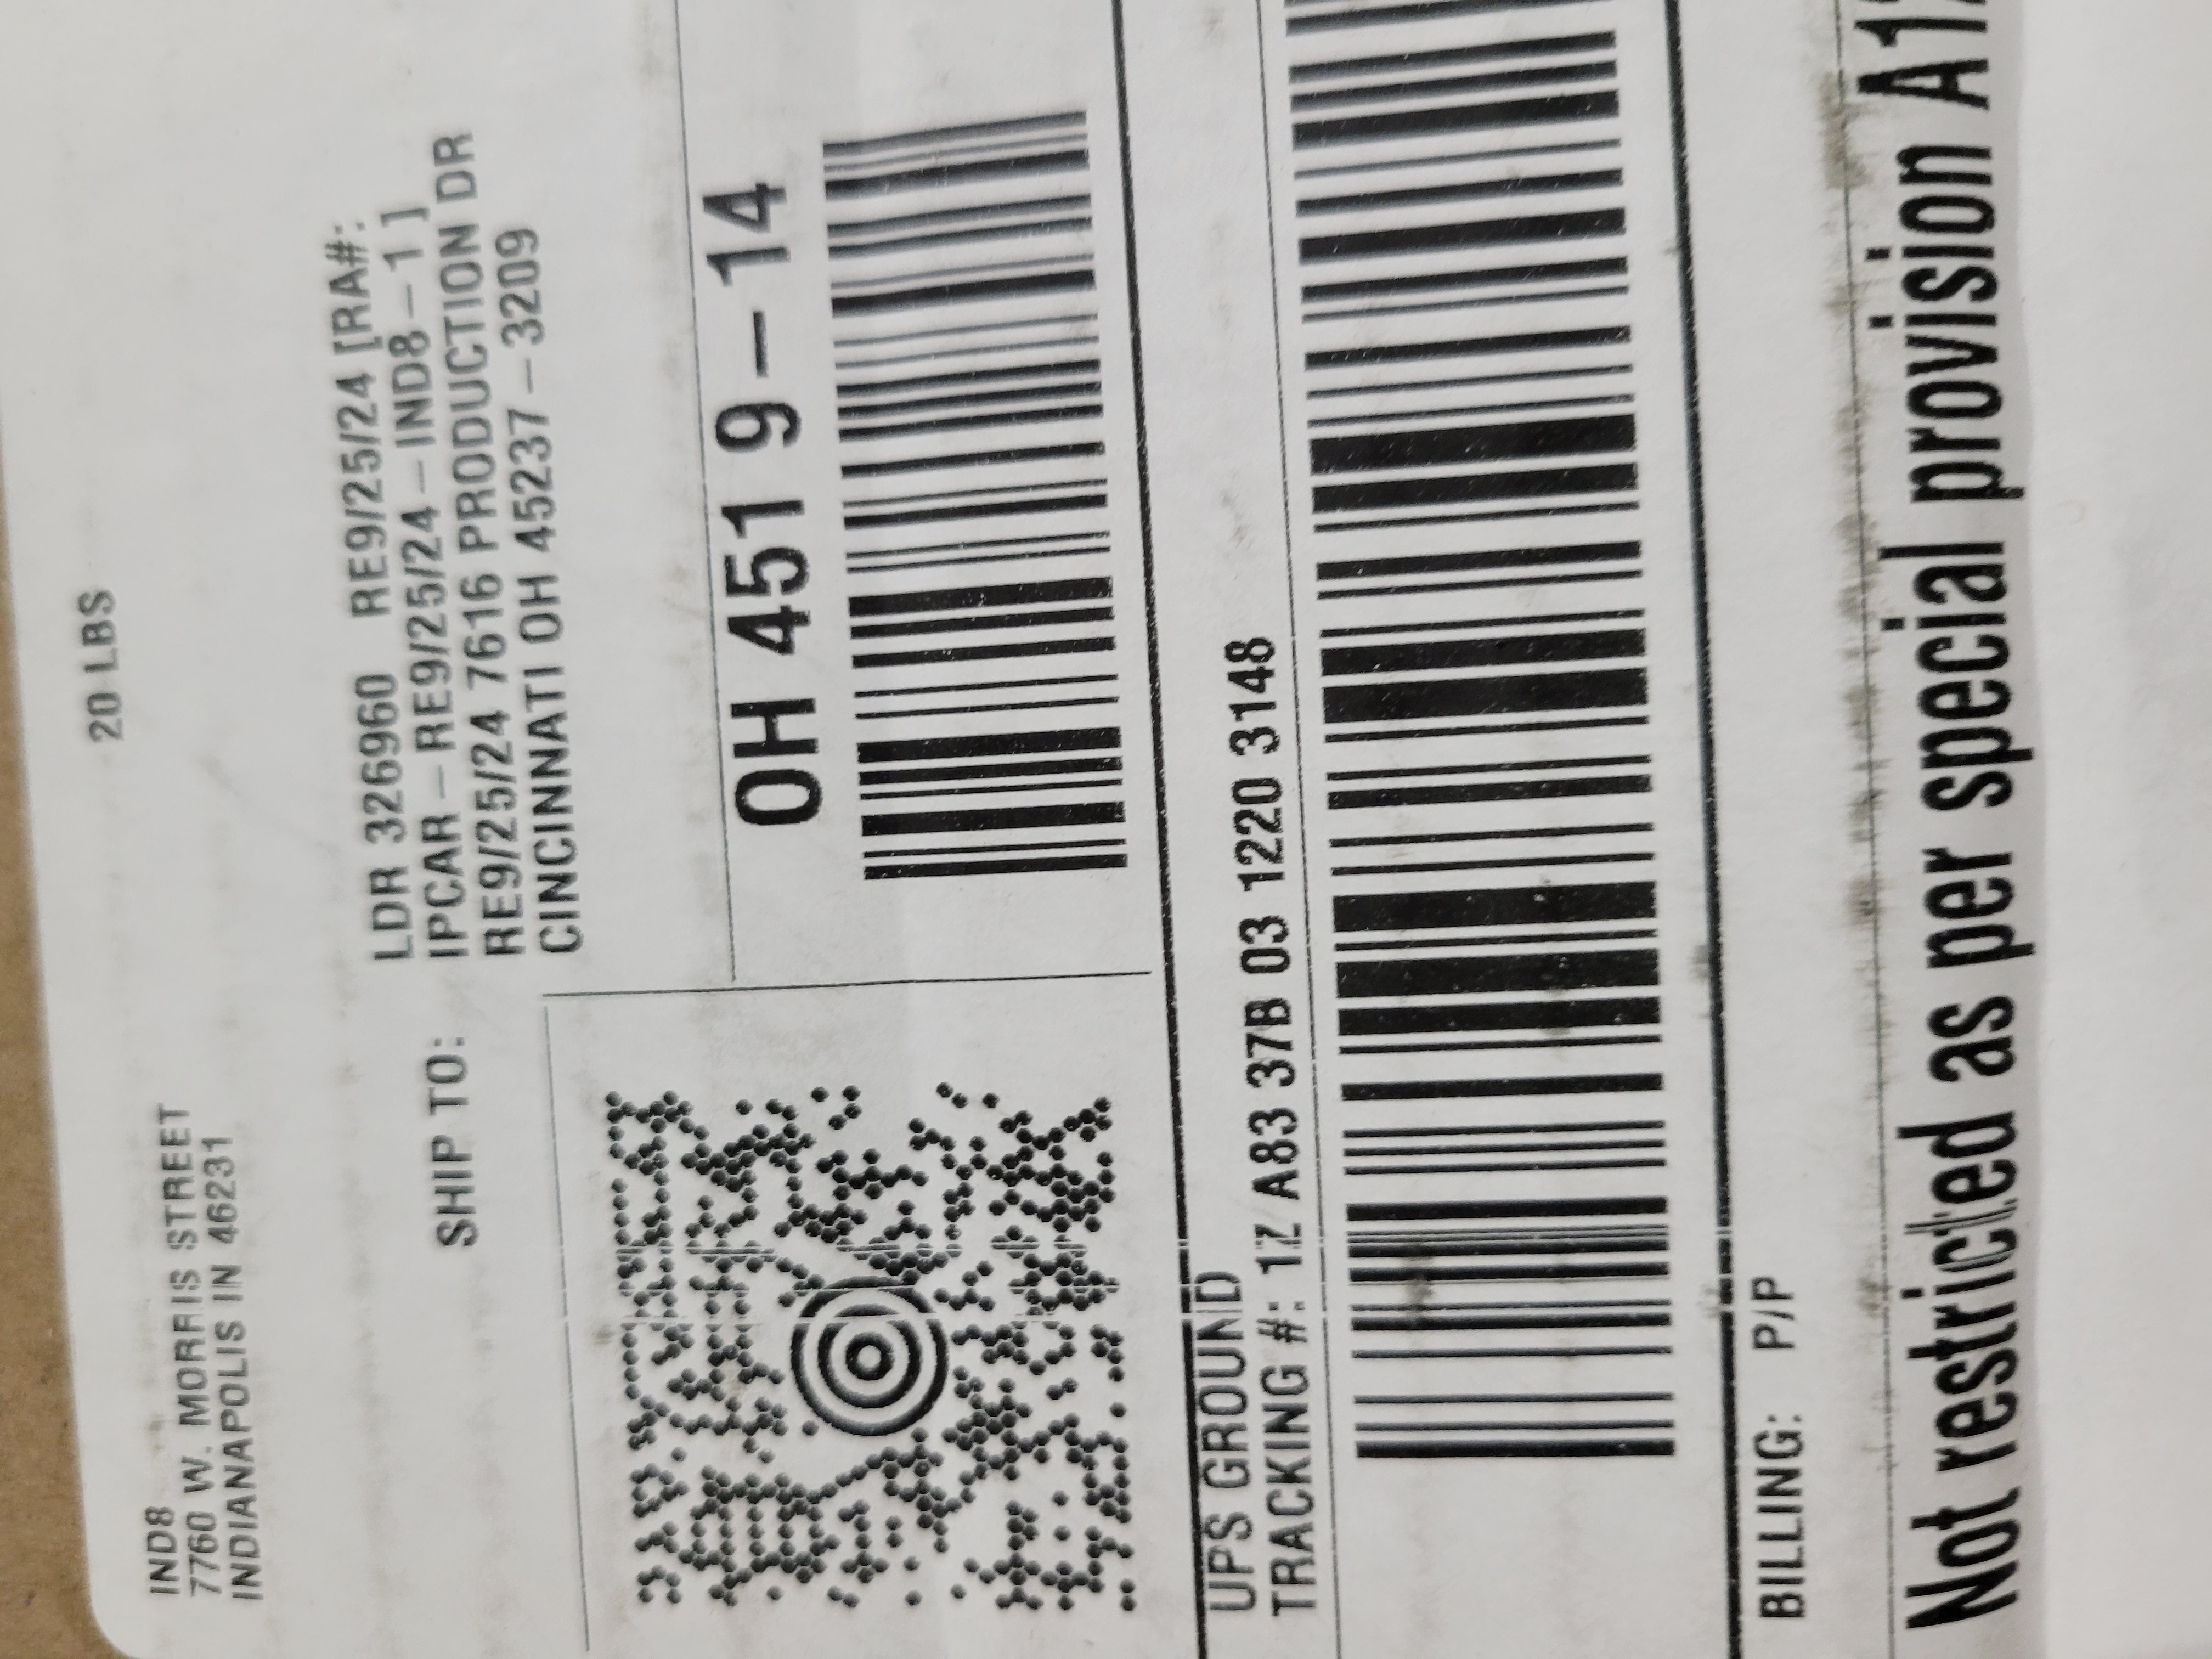 20 LBS
IND8
7760 W. MORRIS STREET
INDIANAPOLIS IN 46231
SHIP TO:
LDR 326960 RE9/25/24 [RA#:
IPCAR-RE9/25/24-IND8-1 ]
RE9/25/24 7616 PRODUCTION DR
CINCINNATI OH 45237-3209
OH 451 9-14
UPS GROUND
TRACKING #: 1Z A83 37B 03 1220 3148
BILLING: P/P
Not restricted as per special provision